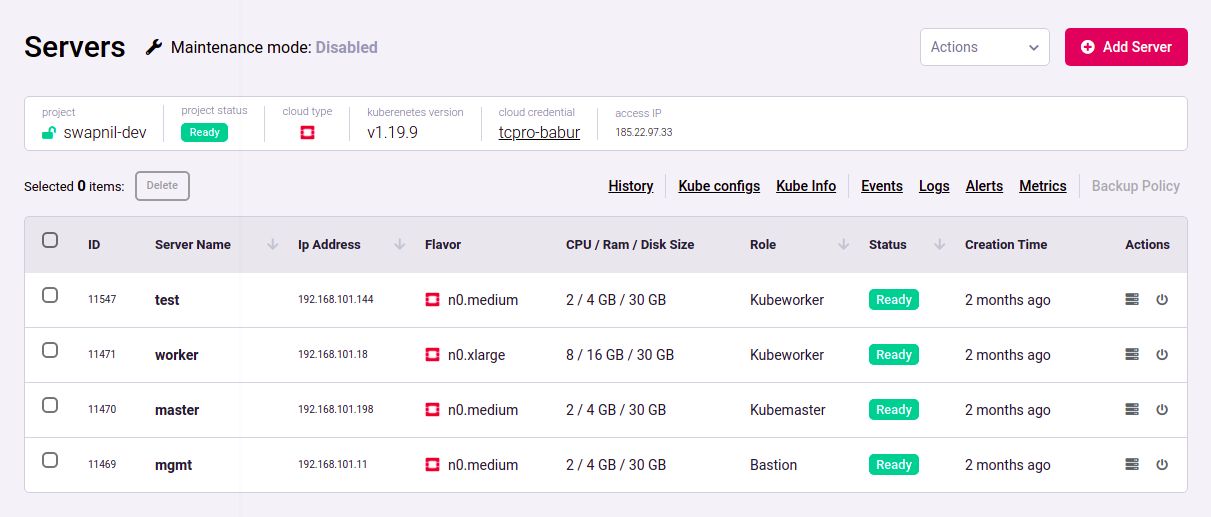 Servers Maintenance mode: Disabled Actions Add Server
project project status cloud type kuberenetes version cloud credential access IP
swapnil-dev Ready v1.19.9 tcpro-babur 185.22.97.33
Selected 0 items: Delete History Kube configs Kube Info Events Logs Alerts Metrics Backup Policy
ID Server Name Ip Address Flavor CPU / Ram / Disk Size Role Status Creation Time Actions
11547 test 192.168.101.144 n0.medium 2 / 4 GB / 30 GB Kubeworker Ready 2 months ago
11471 worker 192.168.101.18 n0.xlarge 8 / 16 GB / 30 GB Kubeworker Ready 2 months ago
11470 master 192.168.101.198 n0.medium 2 / 4 GB / 30 GB Kubemaster Ready 2 months ago
11469 mgmt 192.168.101.11 n0.medium 2 / 4 GB / 30 GB Bastion Ready 2 months ago